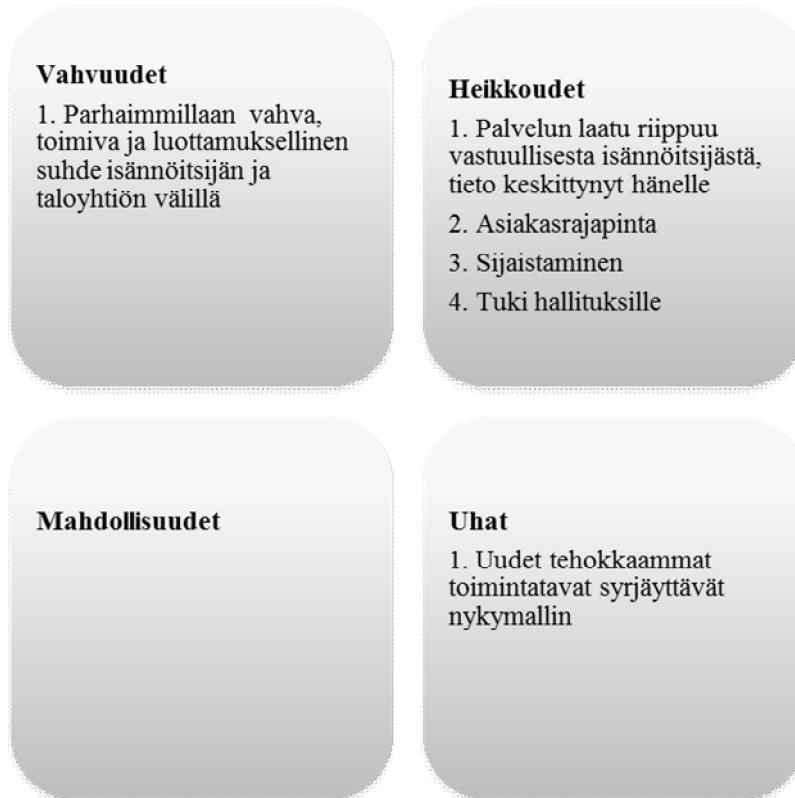 Vahvuudet
1. Parhaimmillaan vahva,
toimiva ja luottamuksellinen
suhde isännöitsijän ja
taloyhtiön välillä
Heikkoudet
1. Palvelun laatu riippuu
vastuullisesta isännöitsijästä,
tieto keskittynyt hänelle
2. Asiakasrajapinta
3. Sijaistaminen
4. Tuki hallituksille
Mahdollisuudet
Uhat
1. Uudet tehokkaammat
toimintatavat syrjäyttävät
nykymallin